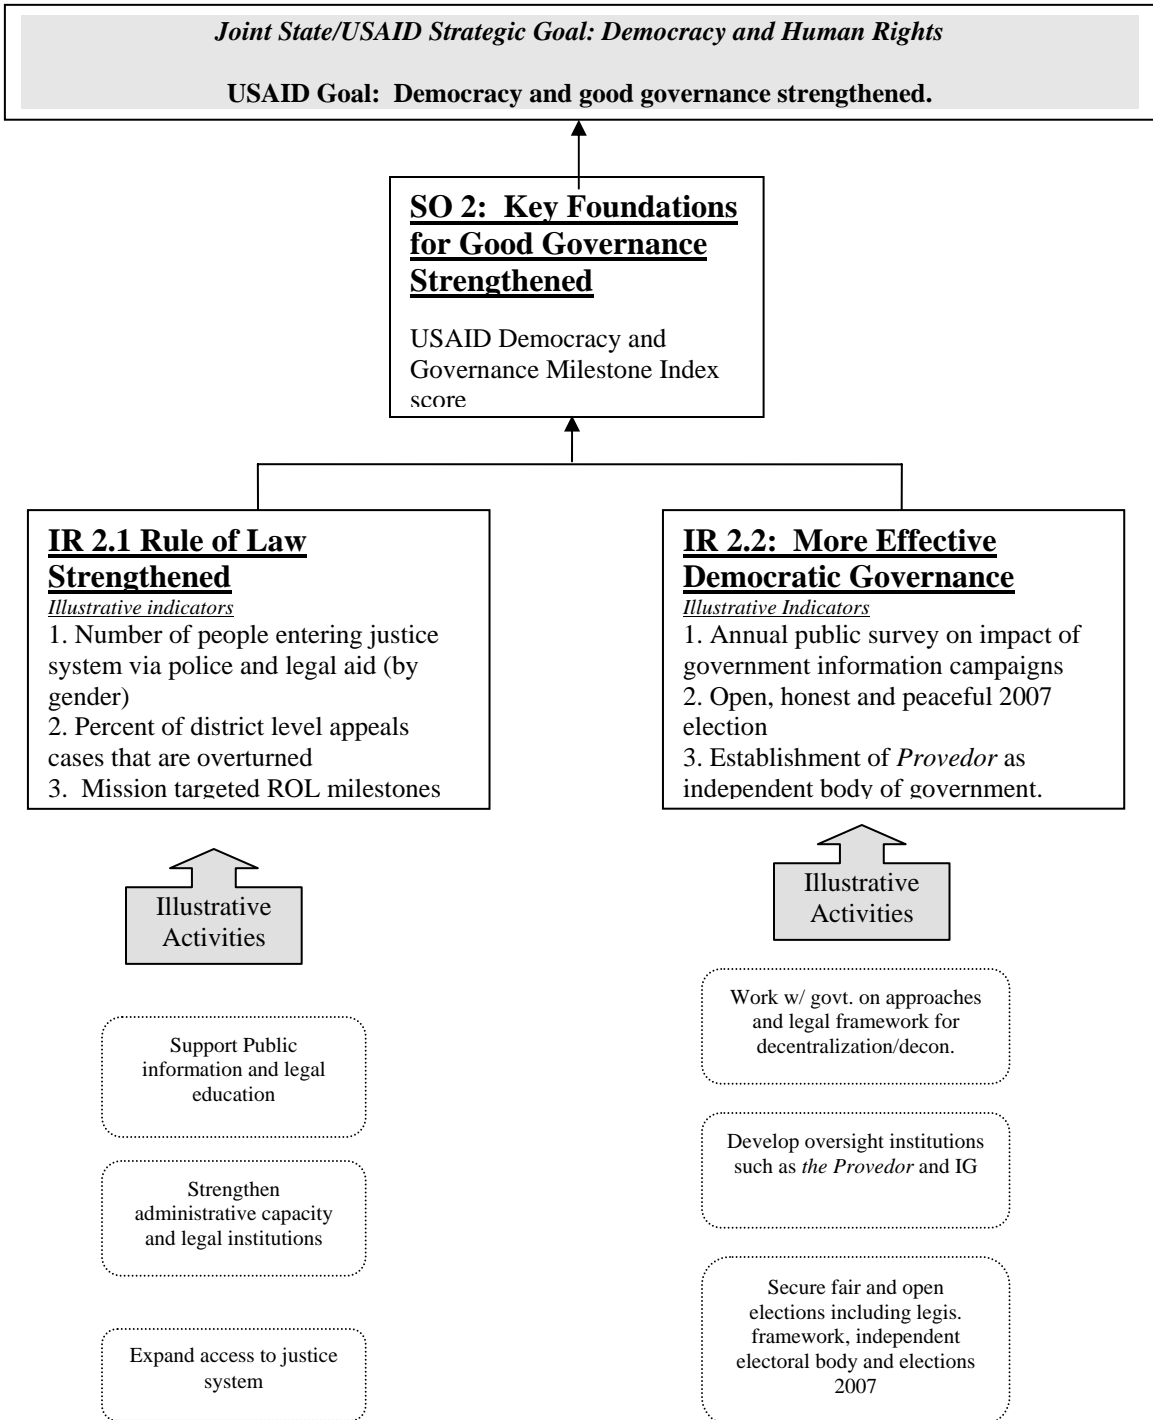 Joint State/USAID Strategic Goal: Democracy and Human Rights
USAID Goal:  Democracy and good governance strengthened.
SO 2:  Key Foundations
for Good Governance
Strengthened
USAID Democracy and
Governance Milestone Index
score
IR 2.1 Rule of Law
Strengthened
Illustrative indicators
1. Number of people entering justice
system via police and legal aid (by
gender)
2. Percent of district level appeals
cases that are overturned
3.  Mission targeted ROL milestones
IR 2.2:  More Effective
Democratic Governance
Illustrative Indicators
1. Annual public survey on impact of
government information campaigns
2. Open, honest and peaceful 2007
election
3. Establishment of Provedor as
independent body of government.
Illustrative
Activities
Support Public
information and legal
education
Strengthen
administrative capacity
and legal institutions
Expand access to justice
system
Illustrative
Activities
Work w/ govt. on approaches
and legal framework for
decentralization/decon.
Develop oversight institutions
such as the Provedor and IG
Secure fair and open
elections including legis.
framework, independent
electoral body and elections
2007